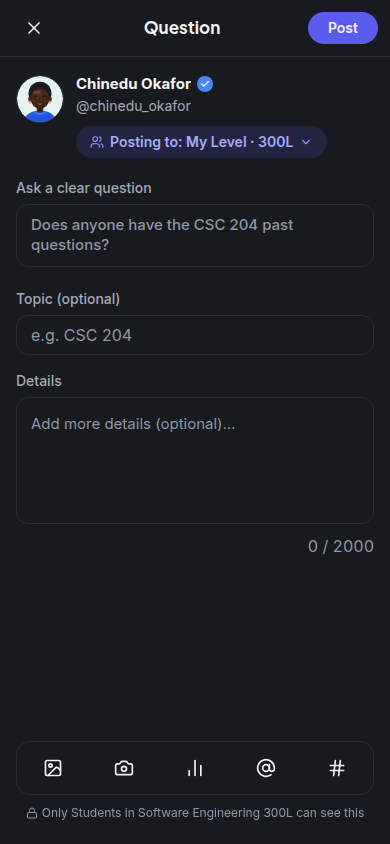 Question
Post
Chinedu Okafor
@chinedu_okafor
Posting to: My Level · 300L
Ask a clear question
Does anyone have the CSC 204 past
questions?
Topic (optional)
e.g. CSC 204
Details
Add more details (optional)...
0 / 2000
Only Students in Software Engineering 300L can see this